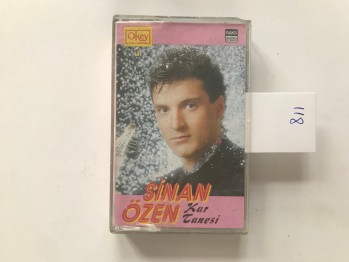 Okey
SİNAN
ÖZEN
Kar
Tanesi
811